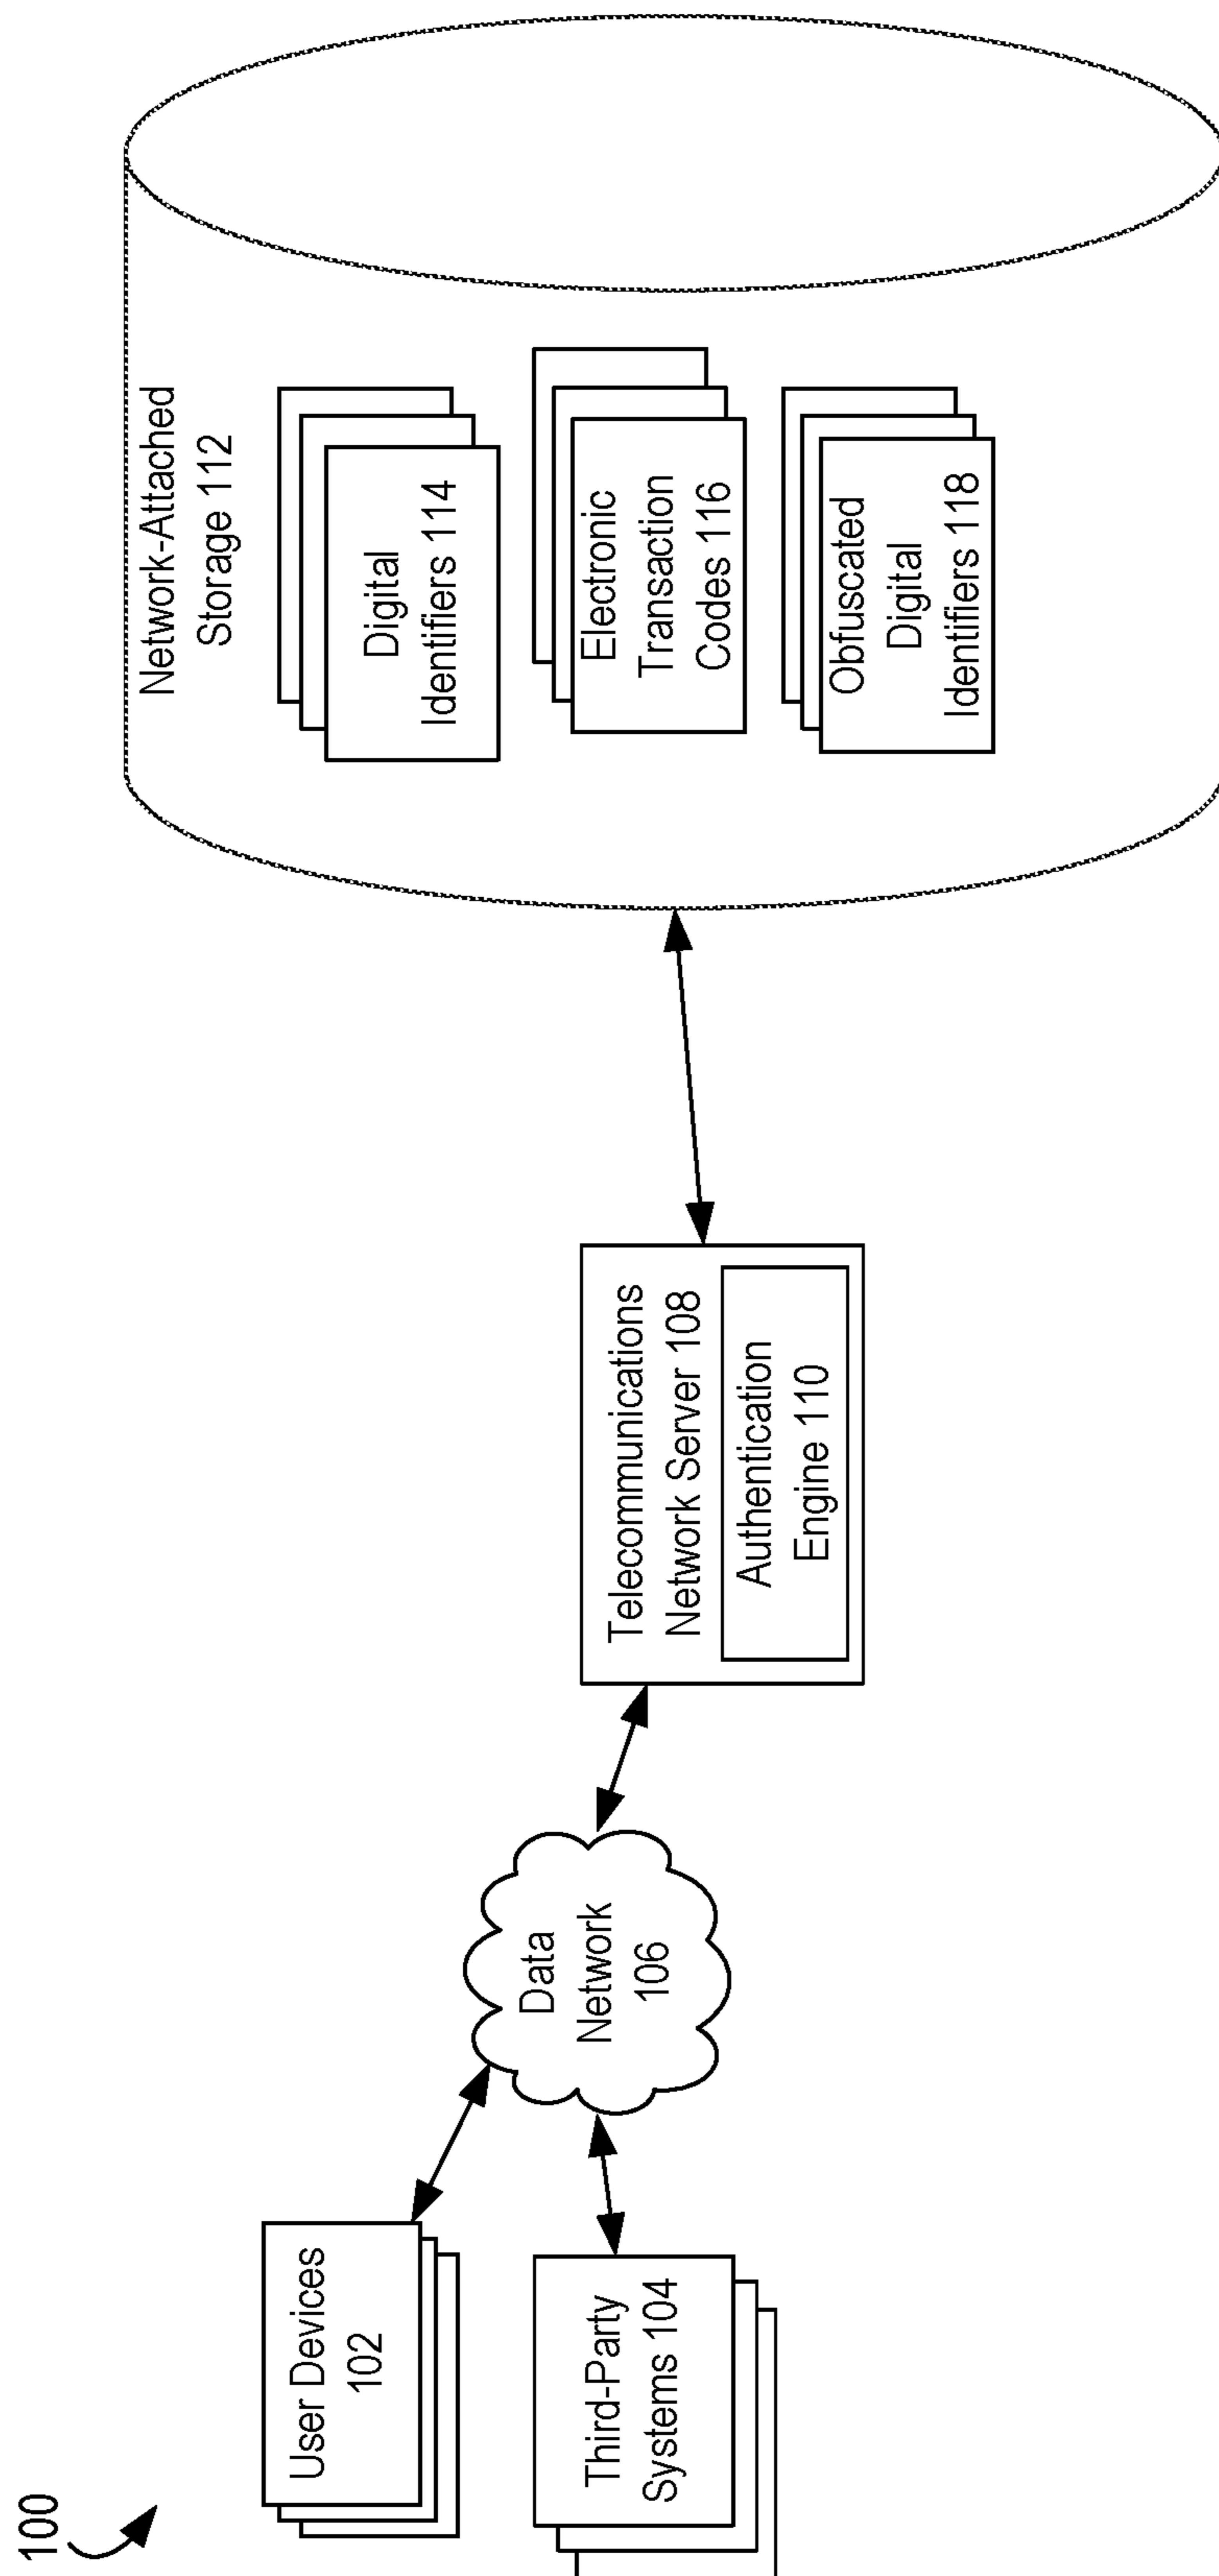 100
User Devices
102
Third-Party
Systems 104
Data
Network
106
Telecommunications
Network Server 108
Authentication
Engine 110
Network-Attached
Storage 112
Digital
Identifiers 114
Electronic
Transaction
Codes 116
Obfuscated
Digital
Identifiers 118